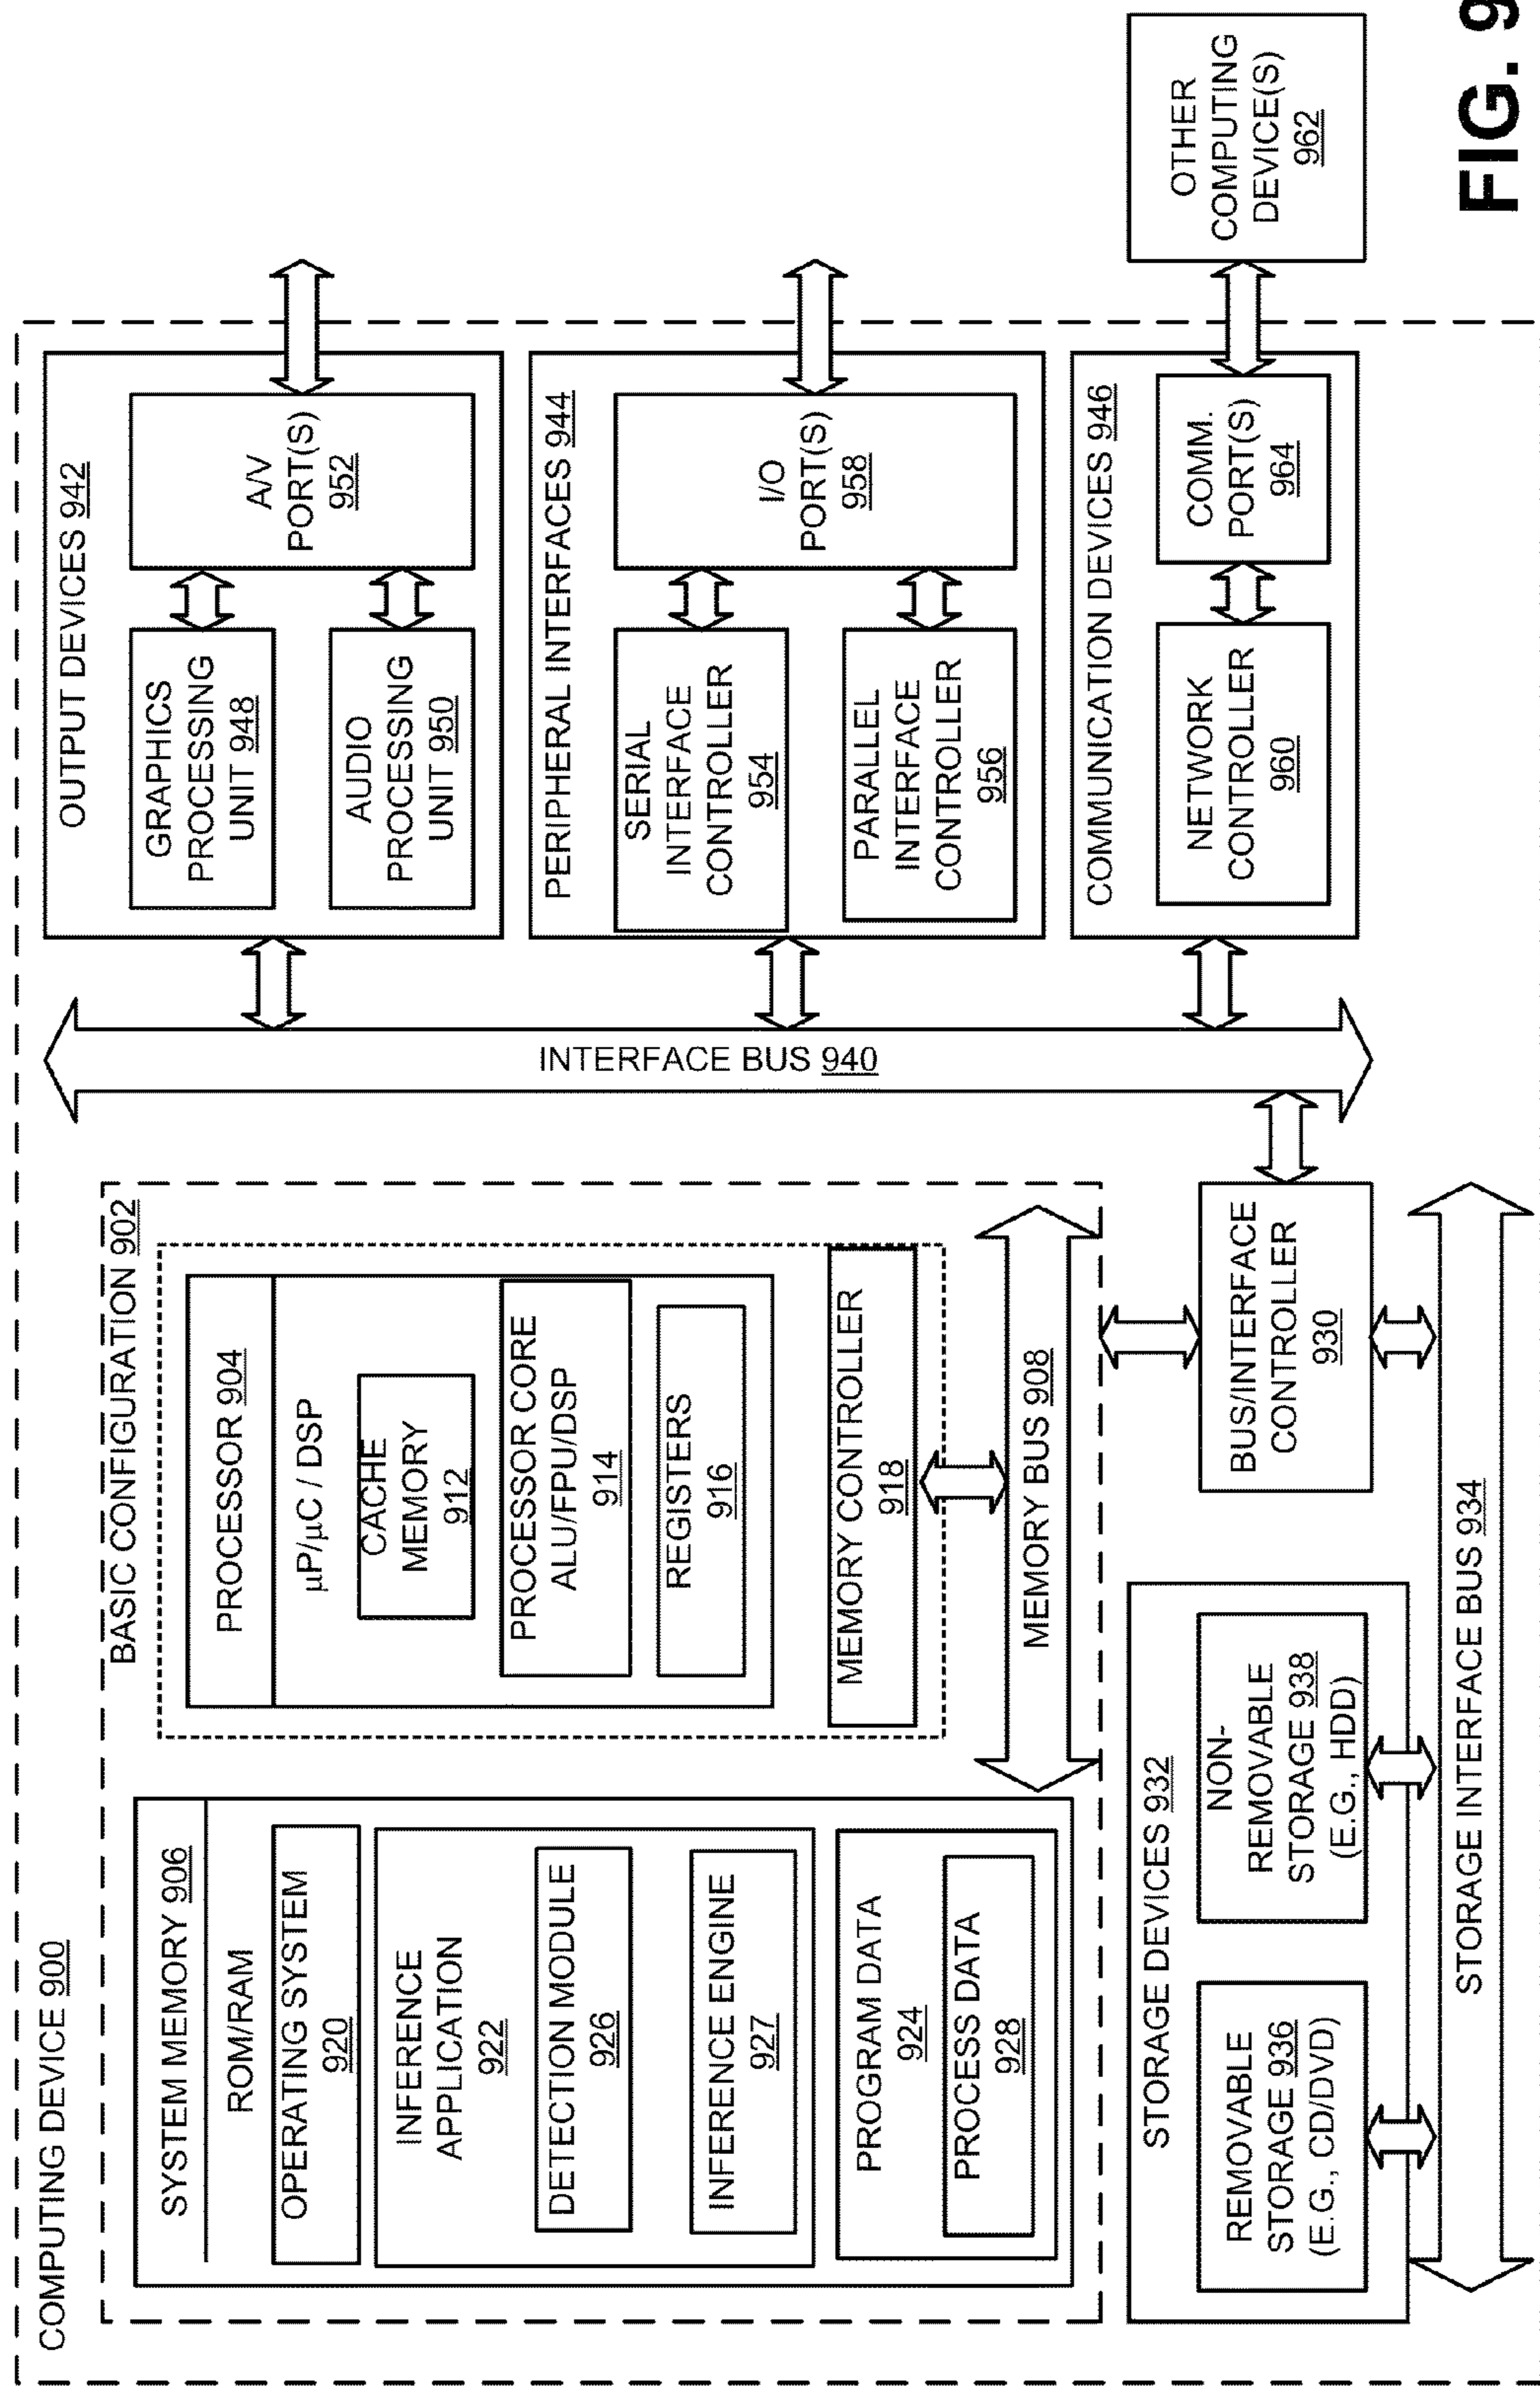 COMPUTING DEVICE 900
BASIC CONFIGURATION 902
SYSTEM MEMORY 906
ROM/RAM
OPERATING SYSTEM
920
INFERENCE
APPLICATION
922
DETECTION MODULE
926
INFERENCE ENGINE
927
PROGRAM DATA
924
PROCESS DATA
928
PROCESSOR 904
µP/µC / DSP
CACHE
MEMORY
912
PROCESSOR CORE
ALU/FPU/DSP
914
REGISTERS
916
MEMORY CONTROLLER
918
MEMORY BUS 908
STORAGE DEVICES 932
REMOVABLE
STORAGE 936
(E.G., CD/DVD)
NON-
REMOVABLE
STORAGE 938
(E.G., HDD)
BUS/INTERFACE
CONTROLLER
930
STORAGE INTERFACE BUS 934
INTERFACE BUS 940
OUTPUT DEVICES 942
GRAPHICS
PROCESSING
UNIT 948
AUDIO
PROCESSING
UNIT 950
A/V
PORT(S)
952
PERIPHERAL INTERFACES 944
SERIAL
INTERFACE
CONTROLLER
954
PARALLEL
INTERFACE
CONTROLLER
956
I/O
PORT(S)
958
COMMUNICATION DEVICES 946
NETWORK
CONTROLLER
960
COMM.
PORT(S)
964
OTHER
COMPUTING
DEVICE(S)
962
FIG. 9